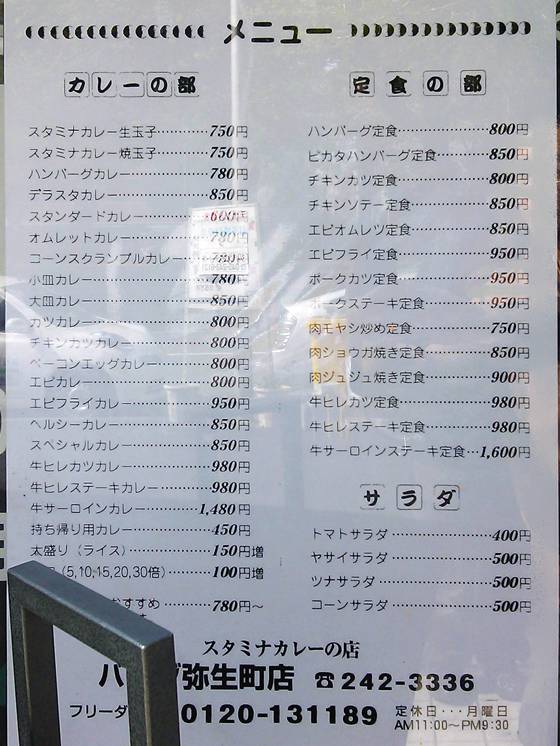 メニュー
カレーの部
スタミナカレー生玉子…………750円
スタミナカレー焼玉子…………750円
ハンバーグカレー………………780円
デラスタカレー…………………850円
スタンダードカレー……………600円
オムレットカレー………………780円
コーンスクランブルカレー……780円
小皿カレー………………………780円
大皿カレー………………………850円
カツカレー………………………800円
チキンカツカレー………………800円
ベーコンエッグカレー…………800円
エビカレー………………………800円
エビフライカレー………………950円
ヘルシーカレー…………………850円
スペシャルカレー………………850円
牛ヒレカツカレー………………980円
牛ヒレステーキカレー…………980円
牛サーロインカレー…………1,480円
持ち帰り用カレー………………450円
太盛り（ライス）………………150円増
(5,10,15,20,30倍)………100円増
おすすめ…………780円〜
定食の部
ハンバーグ定食…………………800円
ピカタハンバーグ定食…………850円
チキンカツ定食…………………800円
チキンソテー定食………………850円
エビオムレツ定食………………850円
エビフライ定食…………………950円
ポークカツ定食…………………950円
ポークステーキ定食……………950円
肉モヤシ炒め定食………………750円
肉ショウガ焼き定食……………850円
肉ジュジュ焼き定食……………900円
牛ヒレカツ定食…………………980円
牛ヒレステーキ定食……………980円
牛サーロインステーキ定食…1,600円
サラダ
トマトサラダ……………………400円
ヤサイサラダ……………………500円
ツナサラダ………………………500円
コーンサラダ……………………500円
スタミナカレーの店
弥生町店 ☎242-3336
フリーダ 0120-131189
定休日･･･月曜日
AM11:00〜PM9:30